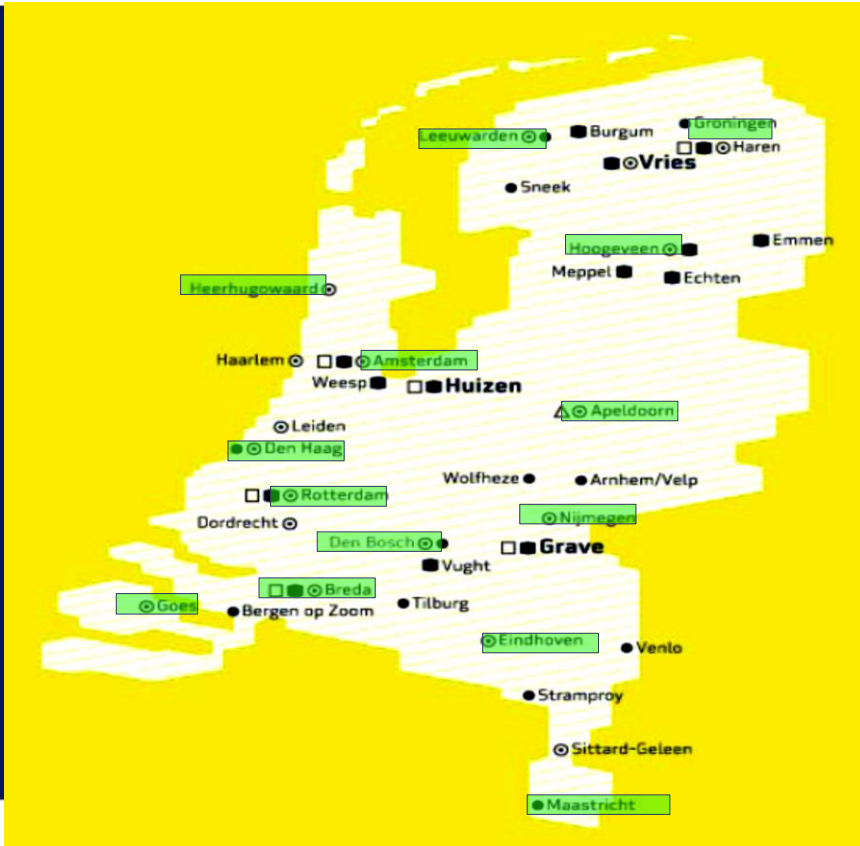 Groningen
Leeuwarden
Burgum
Haren
Vries
Sneek
Emmen
Hoogeveen
Meppel
Echten
Heerhugowaard
Haarlem
Amsterdam
Weesp
Huizen
Apeldoorn
Leiden
Den Haag
Wolfheze
Arnhem/Velp
Rotterdam
Nijmegen
Dordrecht
Den Bosch
Grave
Vught
Breda
Goes
Bergen op Zoom
Tilburg
Eindhoven
Venlo
Stramproy
Sittard-Geleen
Maastricht